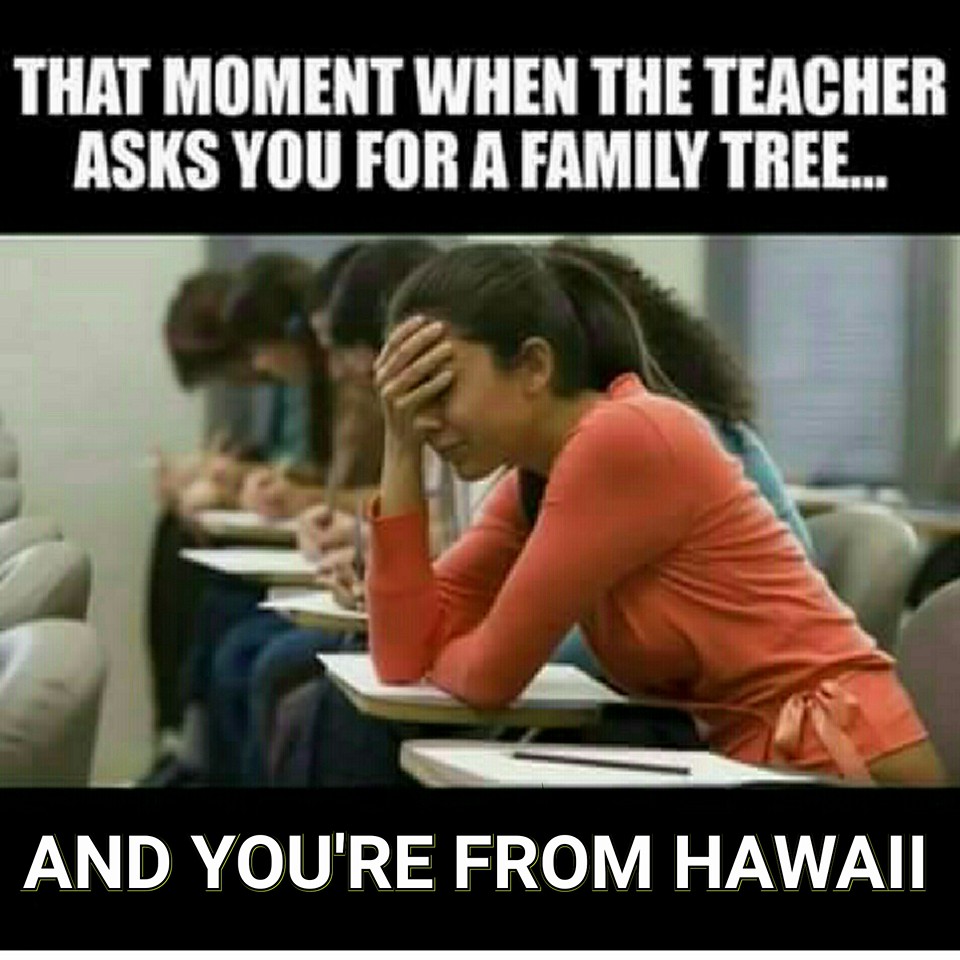 THAT MOMENT WHEN THE TEACHER
ASKS YOU FOR A FAMILY TREE...
AND YOU'RE FROM HAWAII